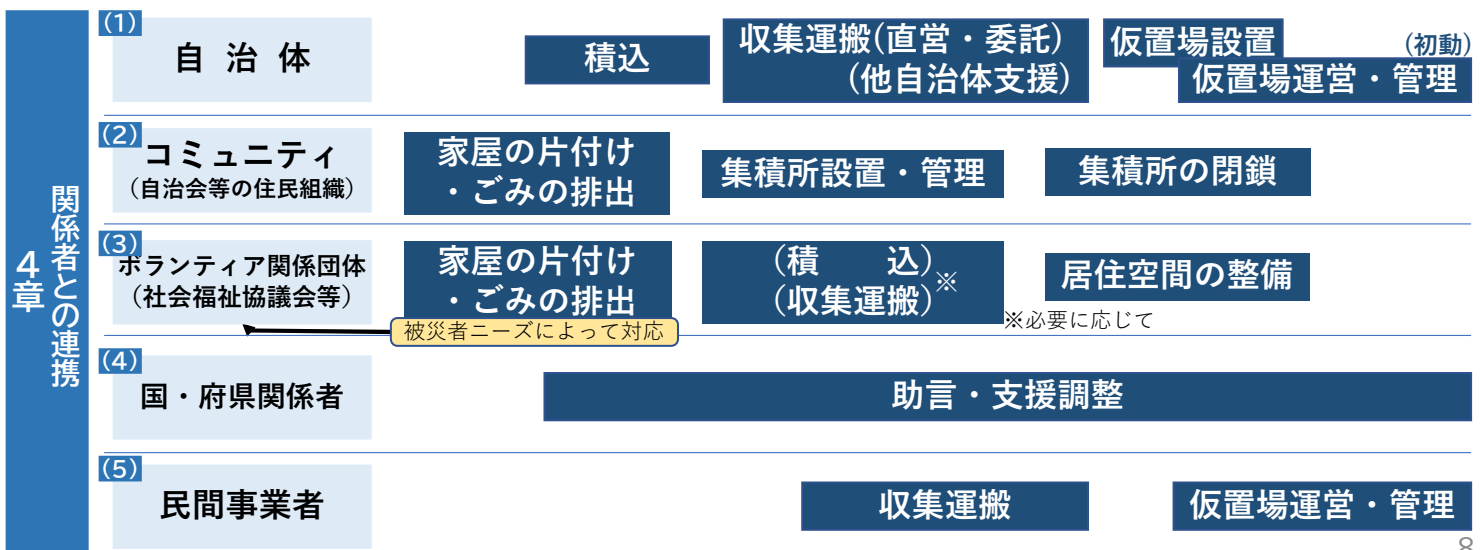 4章
関係者との連携
(1)
自治体
積込
収集運搬(直営・委託)
(他自治体支援)
仮置場設置
(初動)
仮置場運営・管理
(2)
コミュニティ
(自治会等の住民組織)
家屋の片付け
・ごみの排出
集積所設置・管理
集積所の閉鎖
(3)
ボランティア関係団体
(社会福祉協議会等)
家屋の片付け
・ごみの排出
(積　　込)
(収集運搬)※
居住空間の整備
※必要に応じて
被災者ニーズによって対応
(4)
国・府県関係者
助言・支援調整
(5)
民間事業者
収集運搬
仮置場運営・管理
8